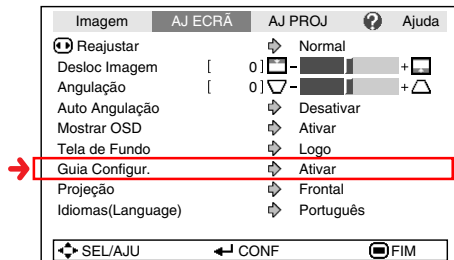 Imagem AJ ECRÃ AJ PROJ ? Ajuda
Reajustar Normal
Desloc Imagem [ 0] - +
Angulação [ 0] - +
Auto Angulação Desativar
Mostrar OSD Ativar
Tela de Fundo Logo
Guia Configur. Ativar
Projeção Frontal
Idiomas(Language) Português
SEL/AJU CONF FIM